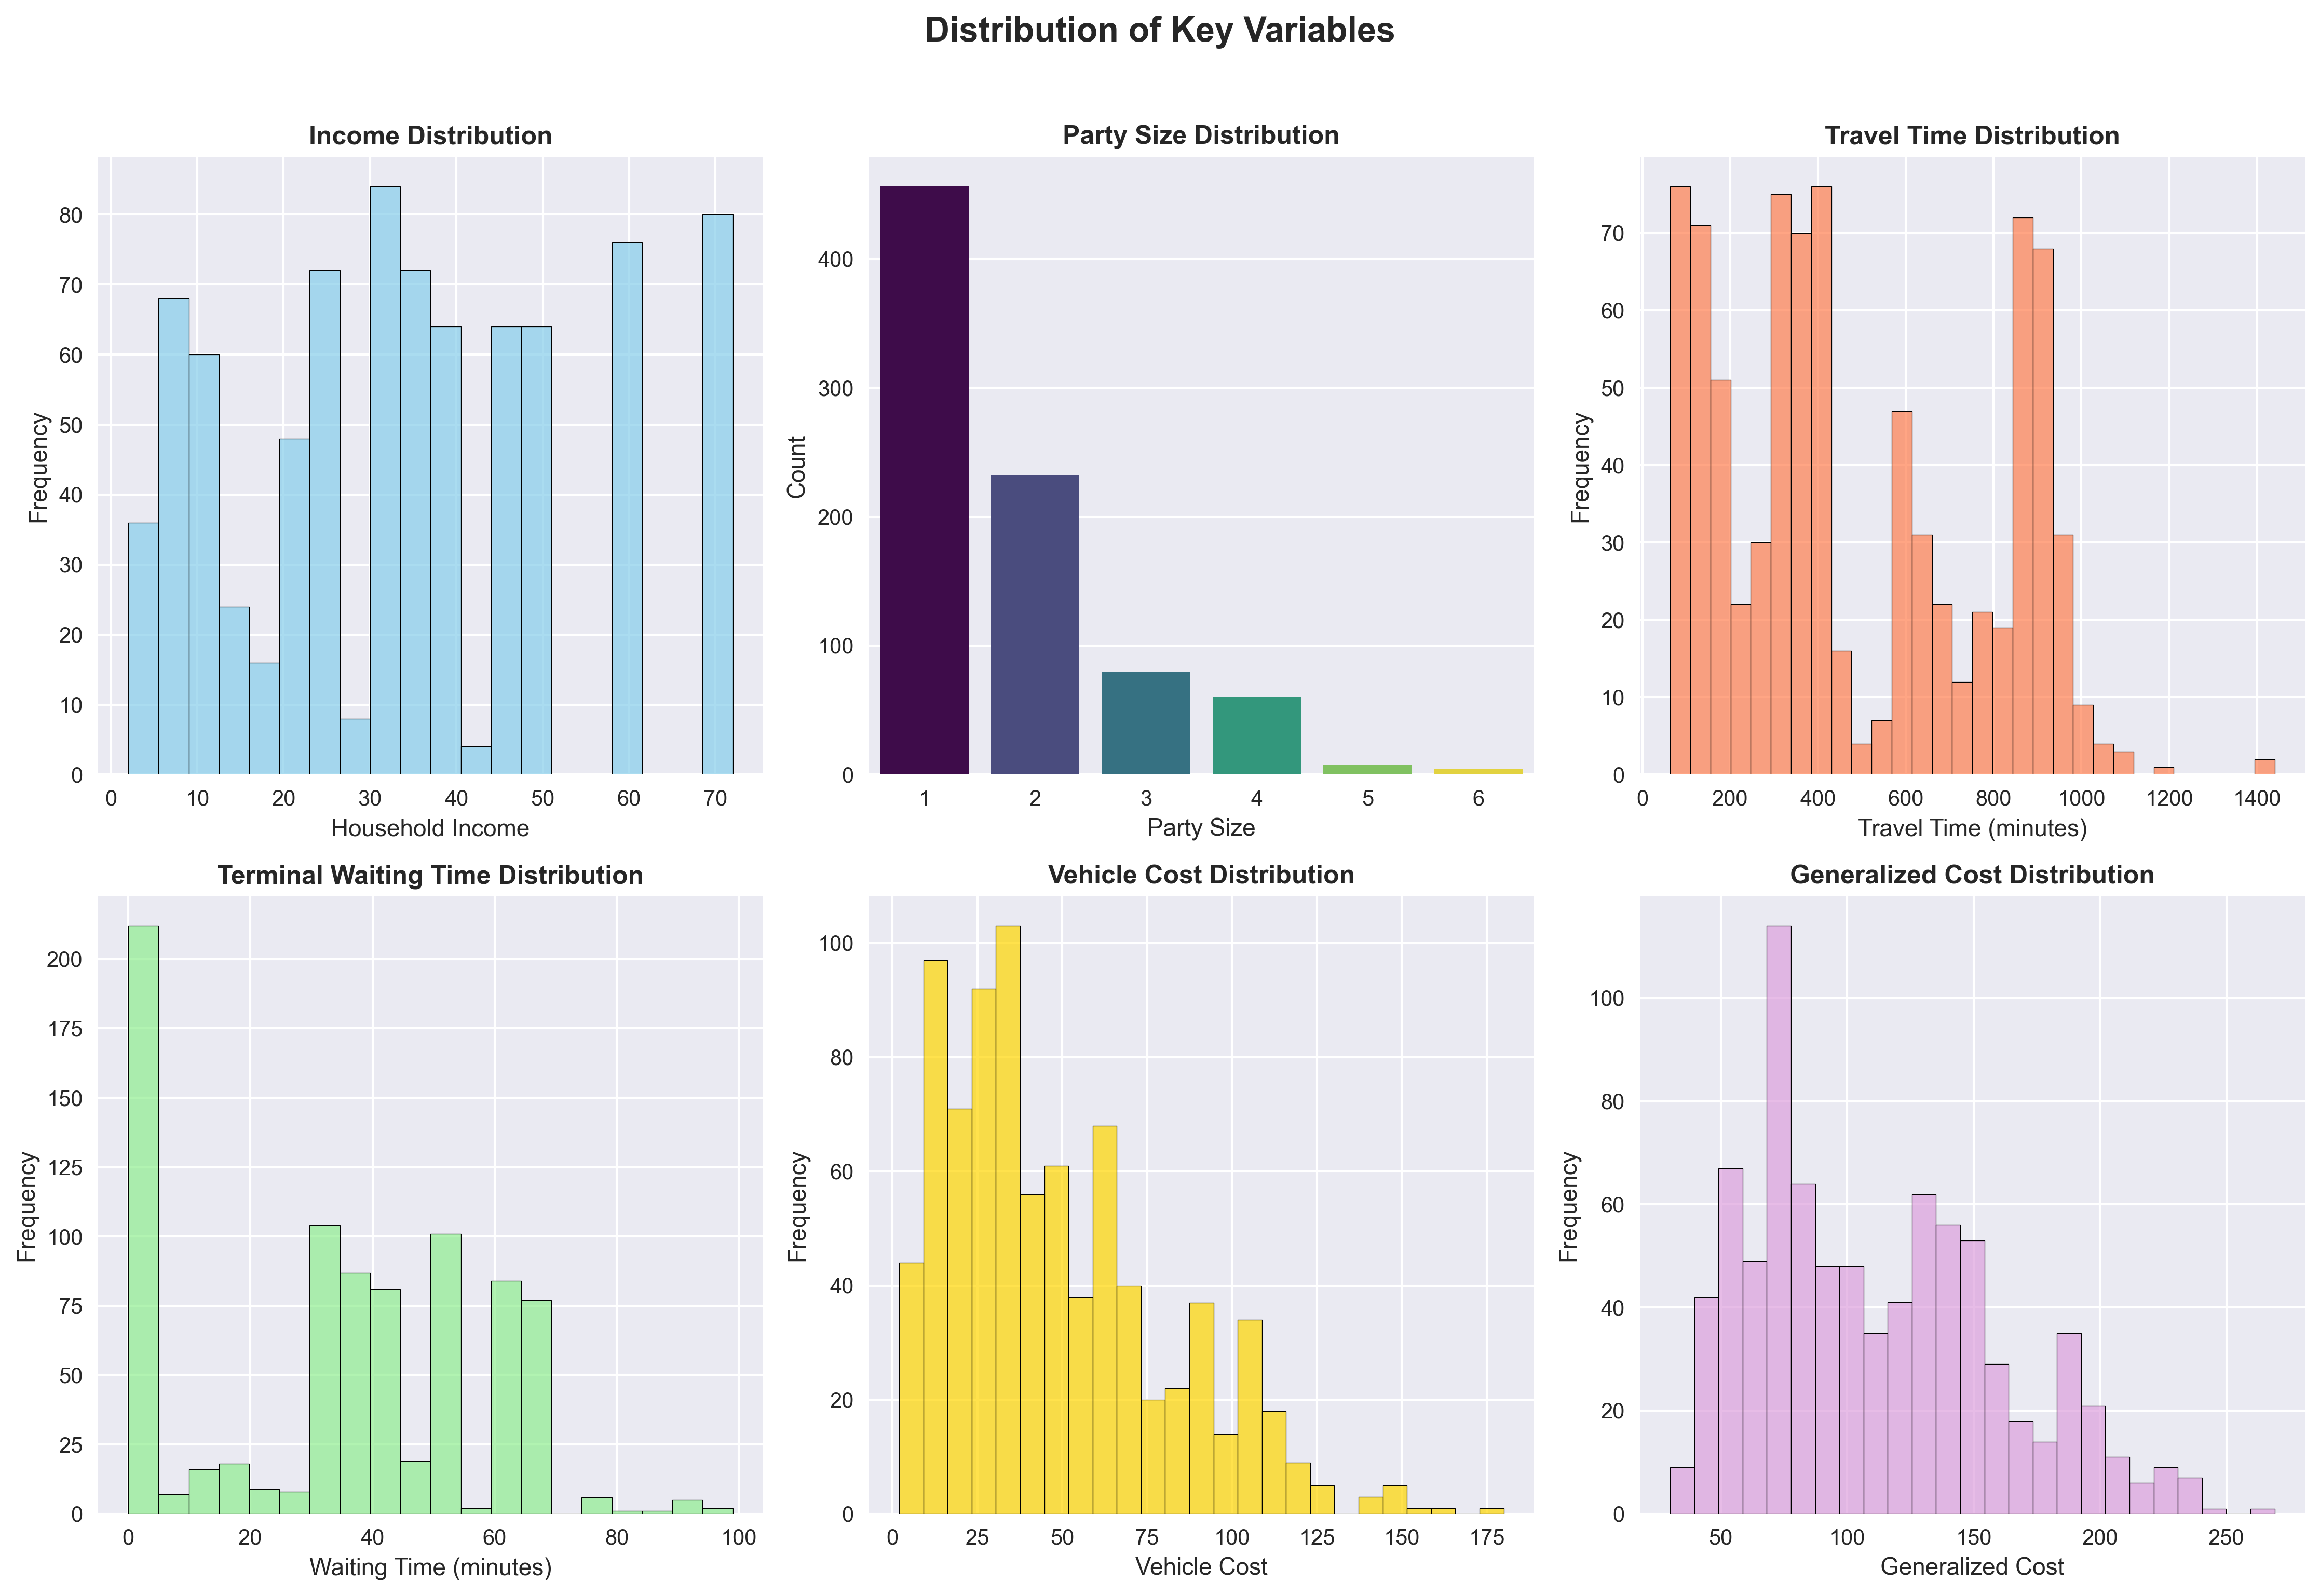 Distribution of Key Variables
Income Distribution
Frequency
80
70
60
50
40
30
20
10
0
0 10 20 30 40 50 60 70
Household Income
Party Size Distribution
Count
400
300
200
100
0
1 2 3 4 5 6
Party Size
Travel Time Distribution
Frequency
70
60
50
40
30
20
10
0
0 200 400 600 800 1000 1200 1400
Travel Time (minutes)
Terminal Waiting Time Distribution
Frequency
200
175
150
125
100
75
50
25
0
0 20 40 60 80 100
Waiting Time (minutes)
Vehicle Cost Distribution
Frequency
100
80
60
40
20
0
0 25 50 75 100 125 150 175
Vehicle Cost
Generalized Cost Distribution
Frequency
100
80
60
40
20
0
50 100 150 200 250
Generalized Cost